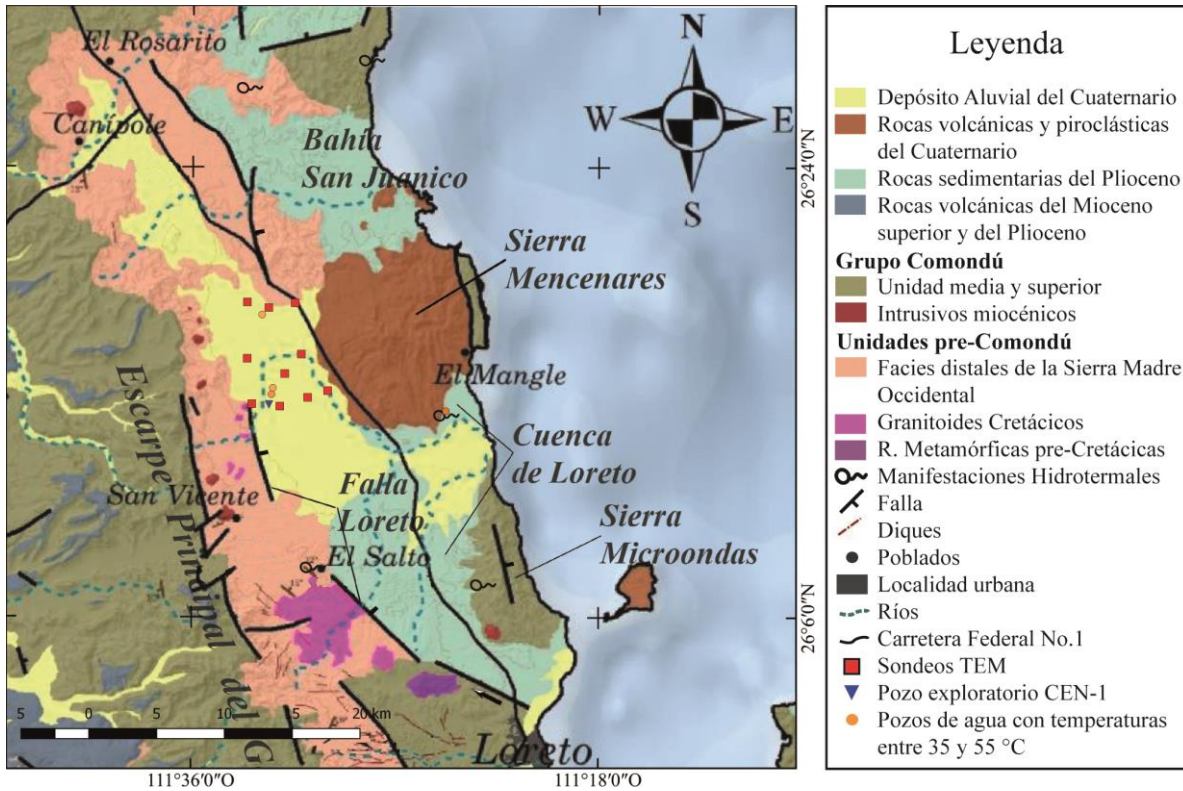 El Rosarito
Canípole
Bahía
San Juanico
Sierra
Mencenares
El Mangle
Cuenca
de Loreto
Falla
Loreto
San Vicente
El Salto
Sierra
Microondas
Escarpe Principal del G
Loreto
N
W
E
S
5 0 5 10 15 20 km
111°36'0"O
111°18'0"O
26°24'0"N
26°6'0"N
Leyenda
Depósito Aluvial del Cuaternario
Rocas volcánicas y piroclásticas
del Cuaternario
Rocas sedimentarias del Plioceno
Rocas volcánicas del Mioceno
superior y del Plioceno
Grupo Comondú
Unidad media y superior
Intrusivos miocénicos
Unidades pre-Comondú
Facies distales de la Sierra Madre
Occidental
Granitoides Cretácicos
R. Metamórficas pre-Cretácicas
Manifestaciones Hidrotermales
Falla
Diques
Poblados
Localidad urbana
Ríos
Carretera Federal No.1
Sondeos TEM
Pozo exploratorio CEN-1
Pozos de agua con temperaturas
entre 35 y 55 °C